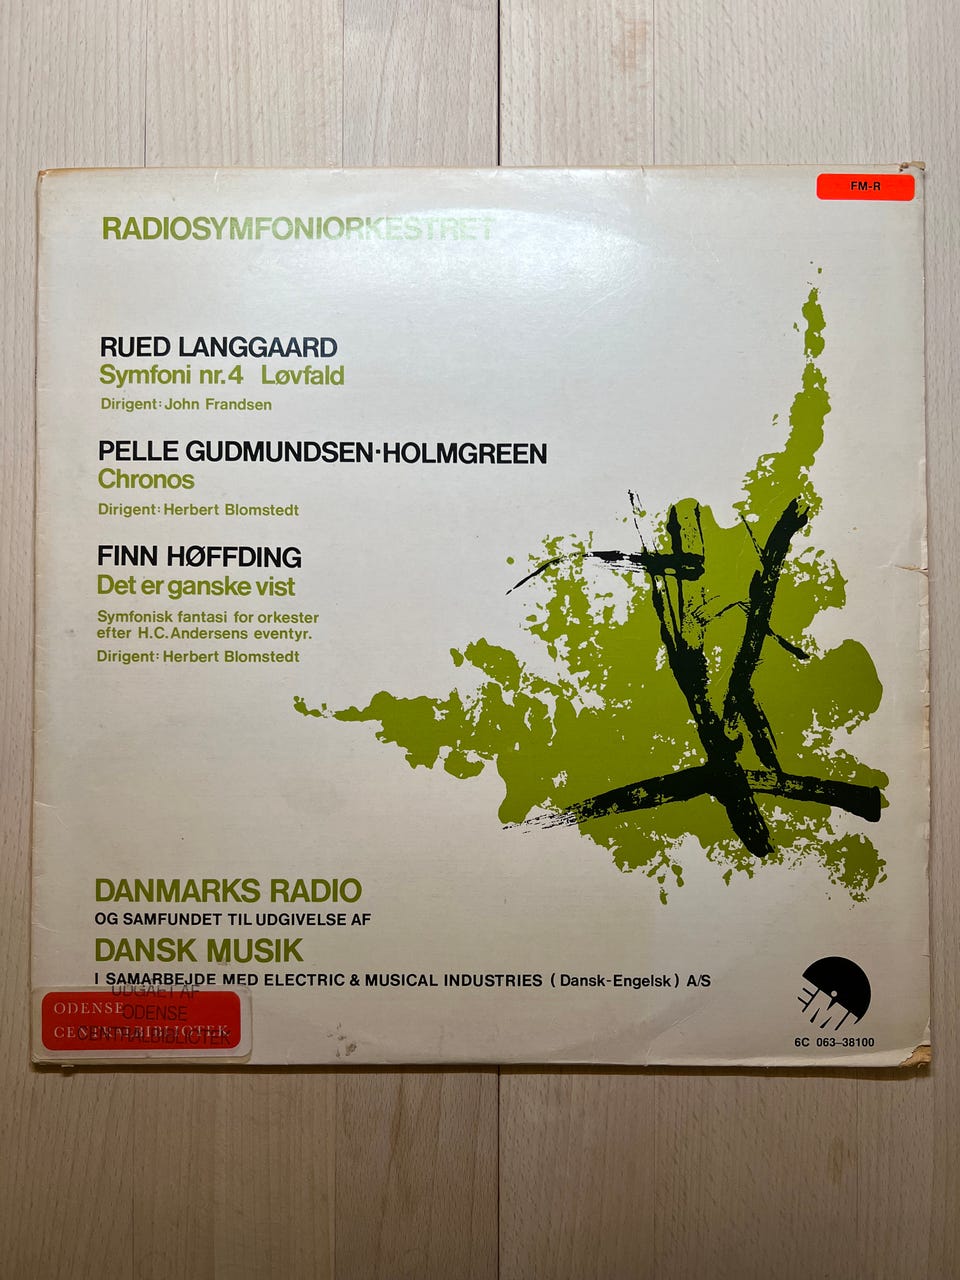 FM-R
RADIOSYMFONIORKESTRET
RUED LANGGAARD
Symfoni nr.4 Løvfald
Dirigent: John Frandsen
PELLE GUDMUNDSEN-HOLMGREEN
Chronos
Dirigent: Herbert Blomstedt
FINN HØFFDING
Det er ganske vist
Symfonisk fantasi for orkester
efter H.C.Andersens eventyr.
Dirigent: Herbert Blomstedt
DANMARKS RADIO
OG SAMFUNDET TIL UDGIVELSE AF
DANSK MUSIK
I SAMARBEJDE MED ELECTRIC & MUSICAL INDUSTRIES (Dansk-Engelsk) A/S
UDGÅET AF
ODENSE
CENTRALBIBLIOTEK
ODENSE
CENTRALBIBLIOTEK
EMI
6C 063-38100